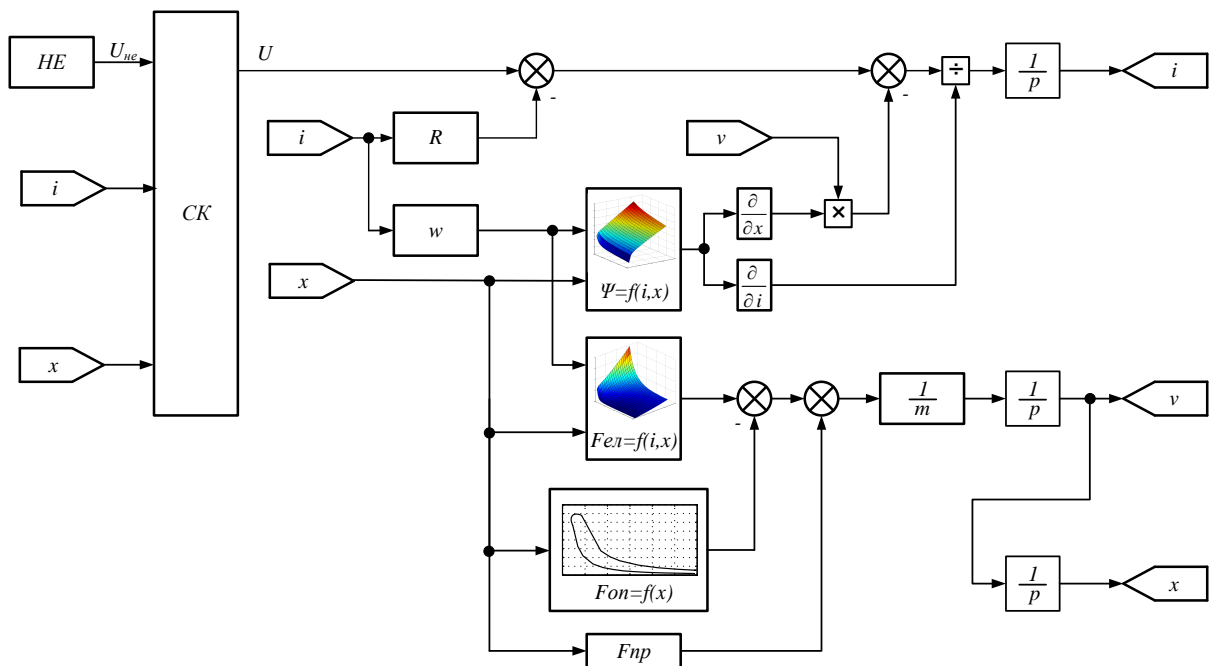 НЕ
Uне
U
СК
i
x
i
x
R
w
-
v
-
÷
1
p
i
Ψ=f(i,x)
∂
∂x
×
∂
∂i
Fел=f(i,x)
-
1
m
1
p
v
Fоп=f(x)
1
p
x
Fпр